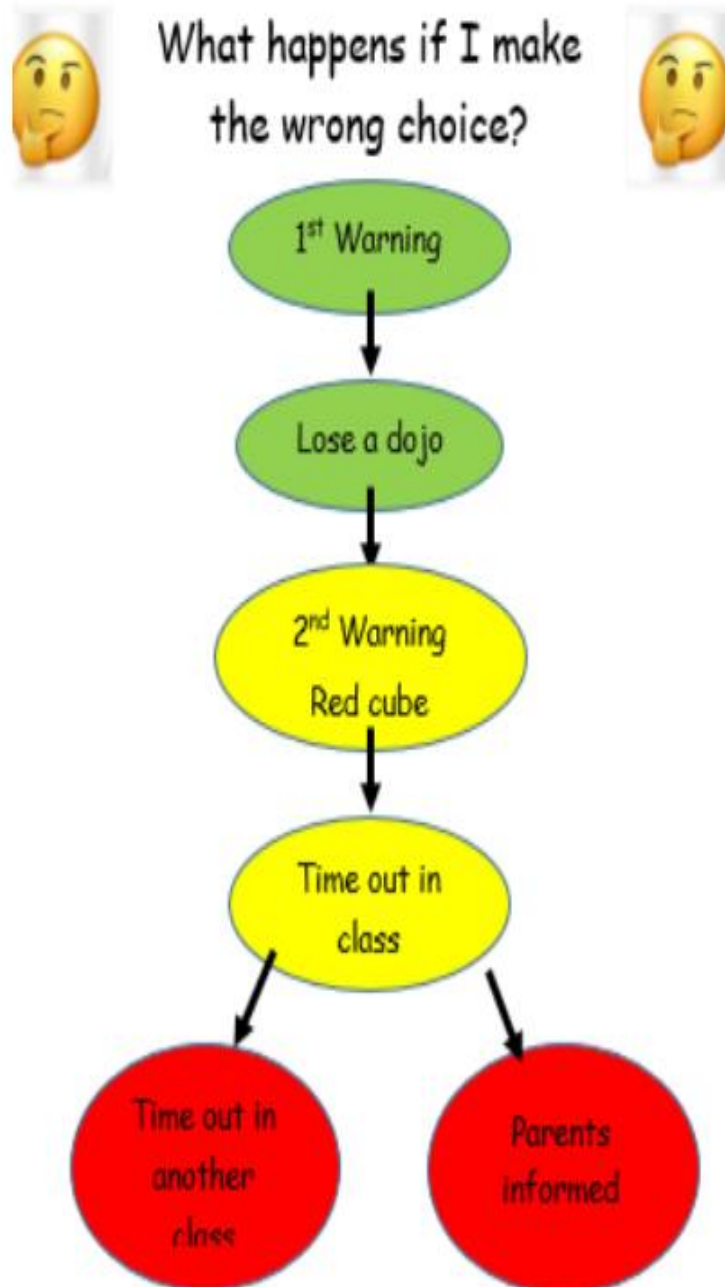 What happens if I make
the wrong choice?
1st Warning
Lose a dojo
2nd Warning
Red cube
Time out in
class
Time out in
another
class
Parents
informed